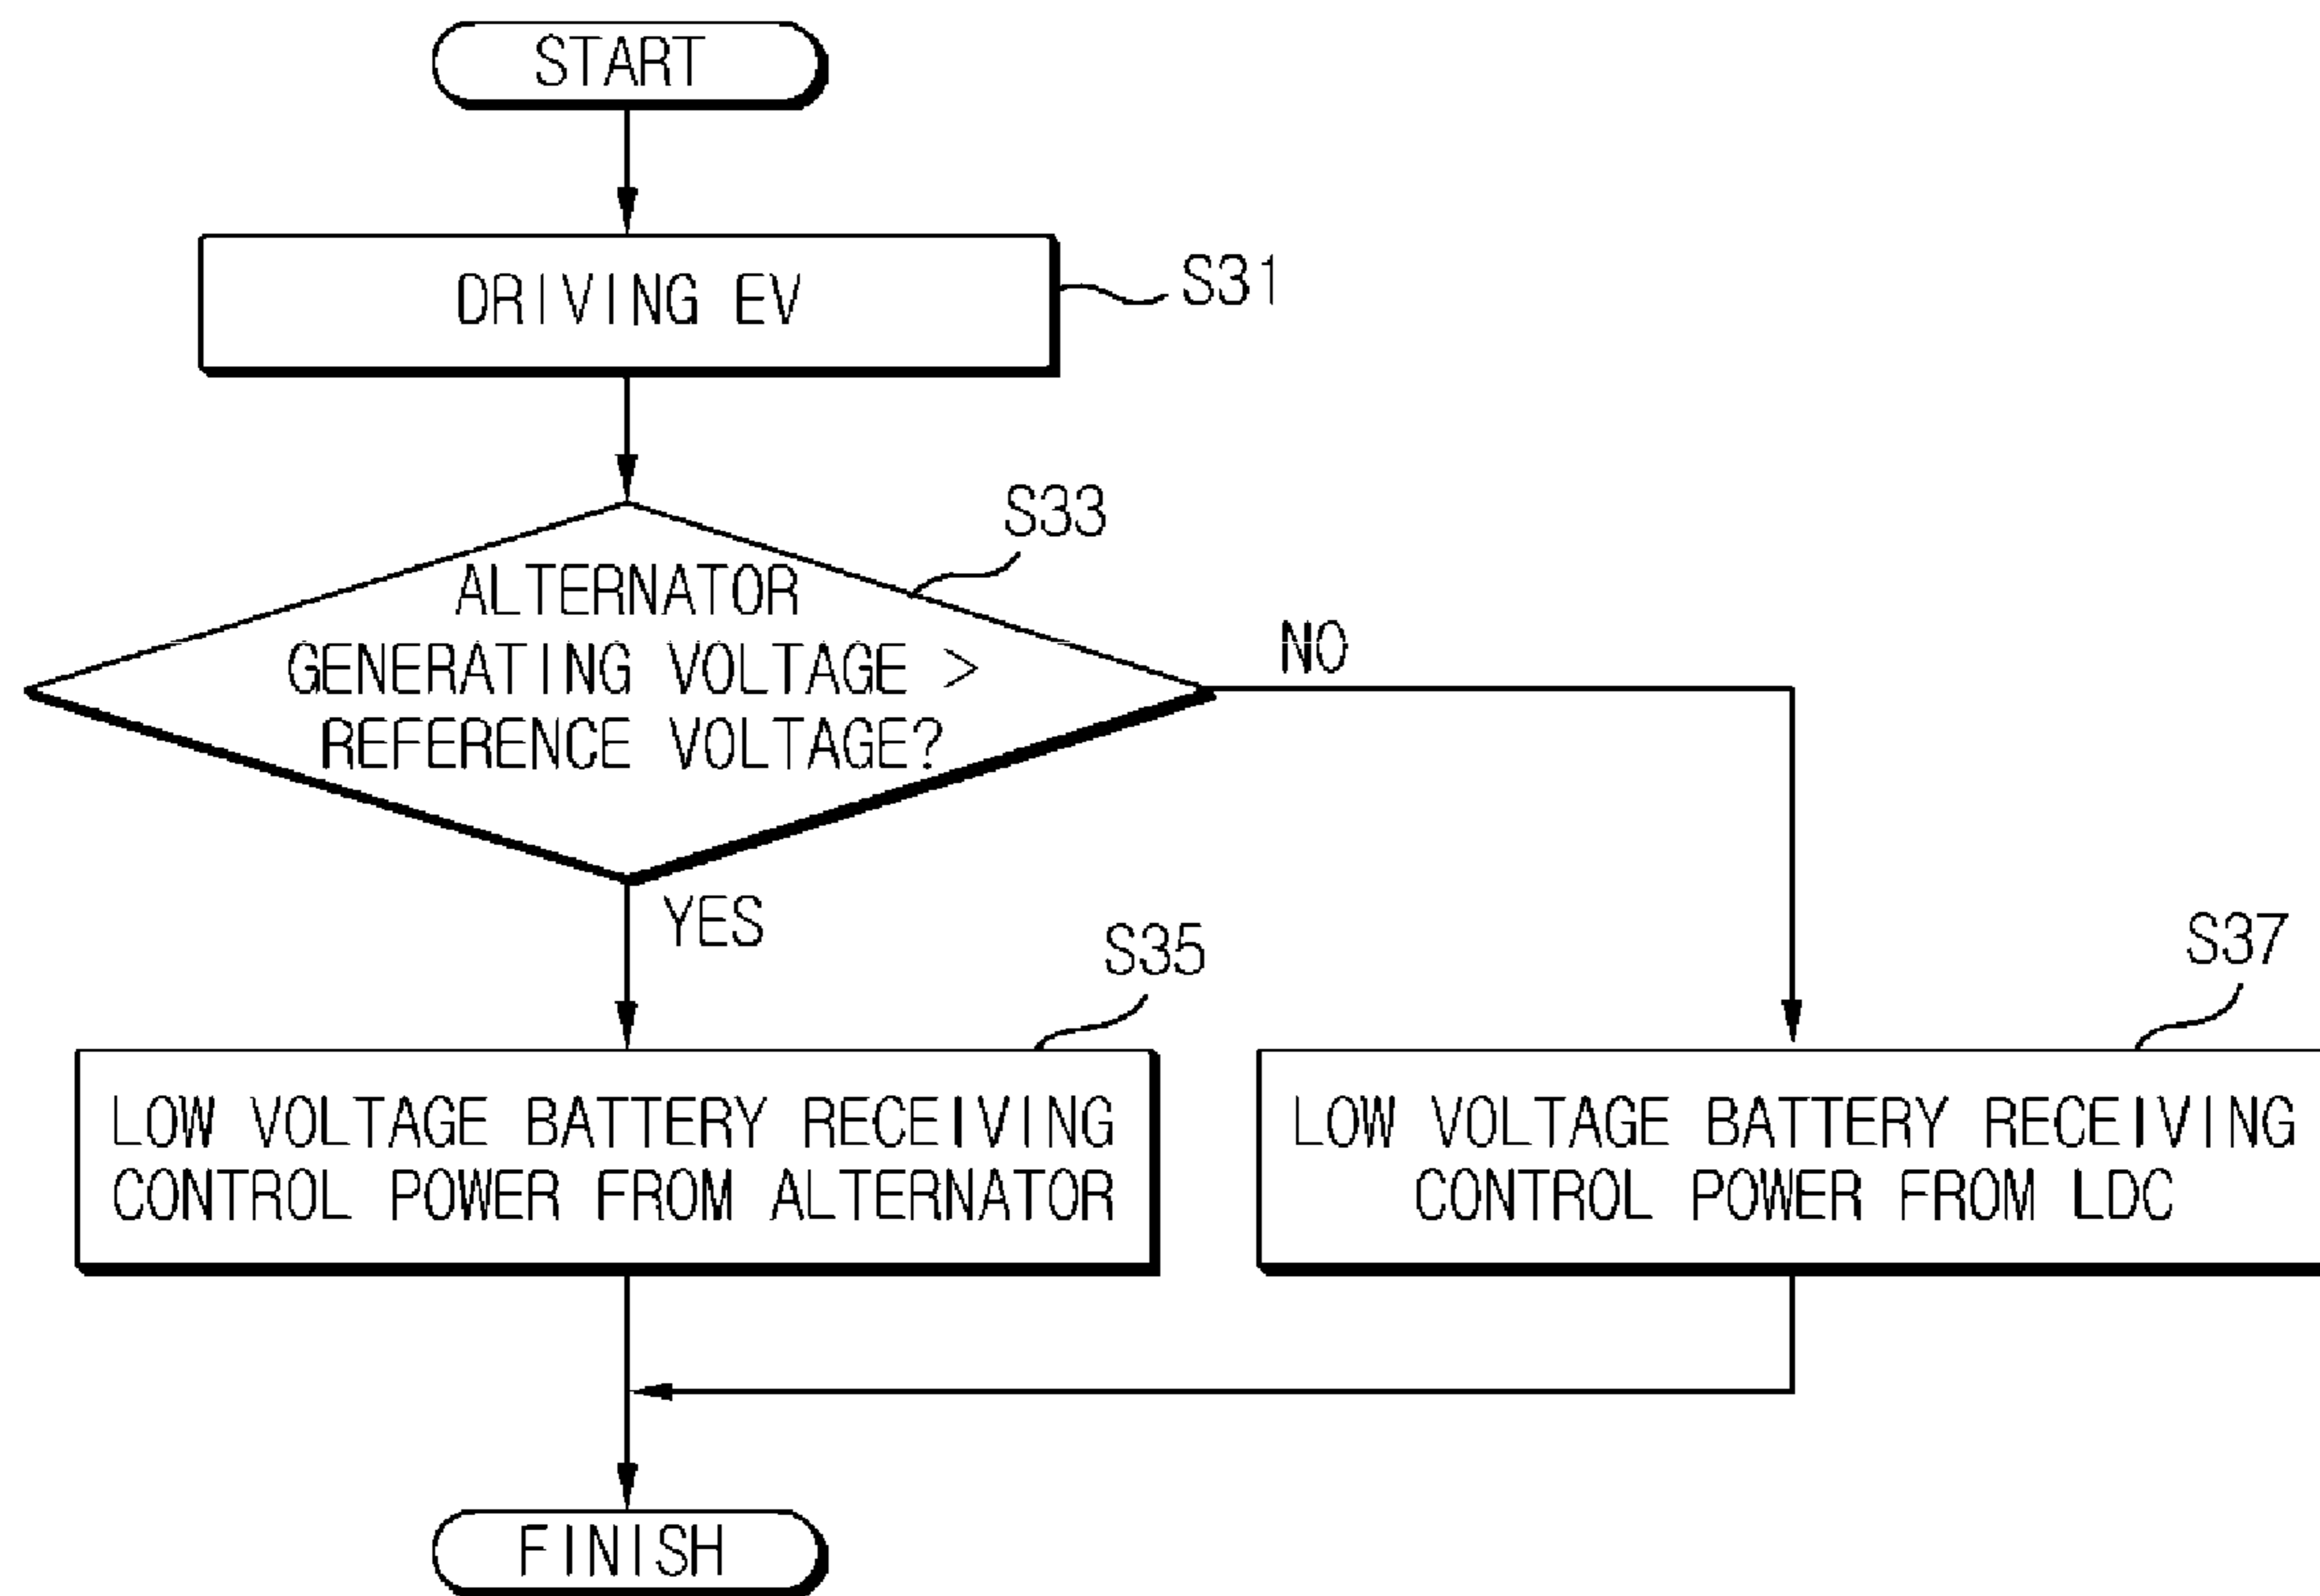 START
DRIVING EV
S31
S33
ALTERNATOR
GENERATING VOLTAGE >
REFERENCE VOLTAGE?
NO
YES
S35
LOW VOLTAGE BATTERY RECEIVING
CONTROL POWER FROM ALTERNATOR
S37
LOW VOLTAGE BATTERY RECEIVING
CONTROL POWER FROM LDC
FINISH